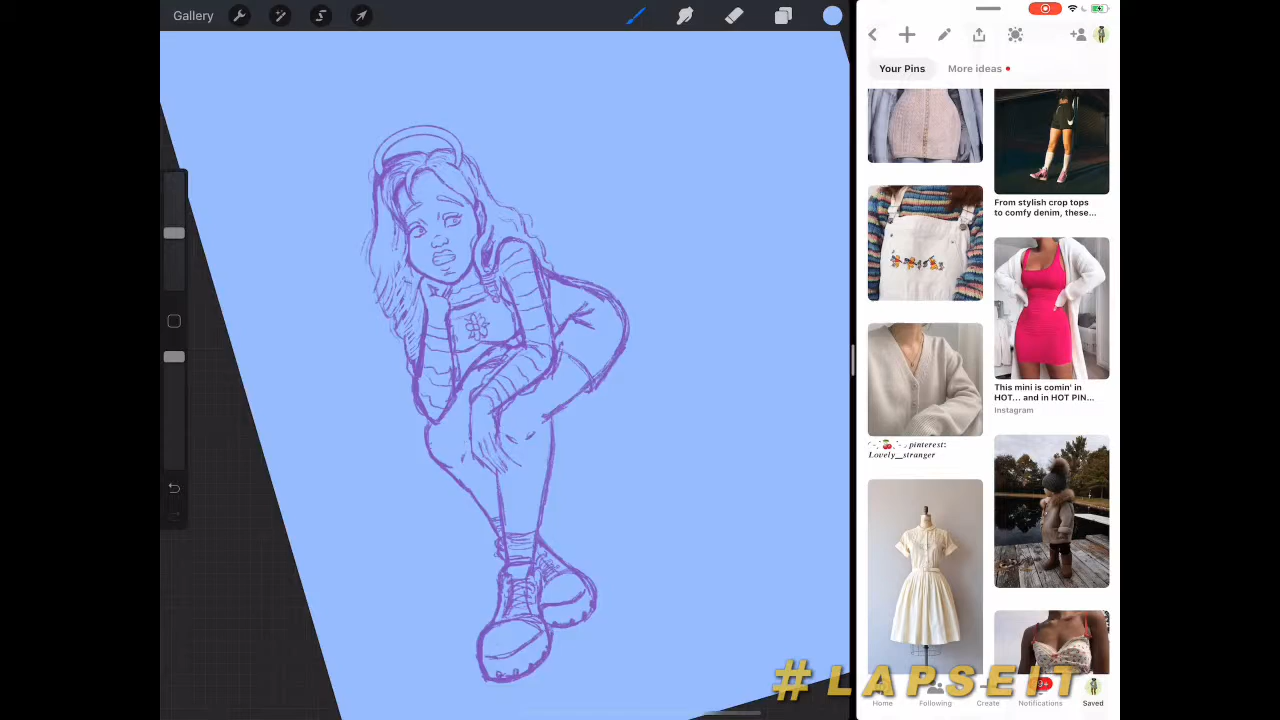 Gallery
Your Pins
More ideas
From stylish crop tops
to comfy denim, these...
This mini is comin' in
HOT... and in HOT PIN...
Instagram
pinterest:
Lovely__stranger
#LAPSEIT
Home
Following
Create
Notifications
Saved